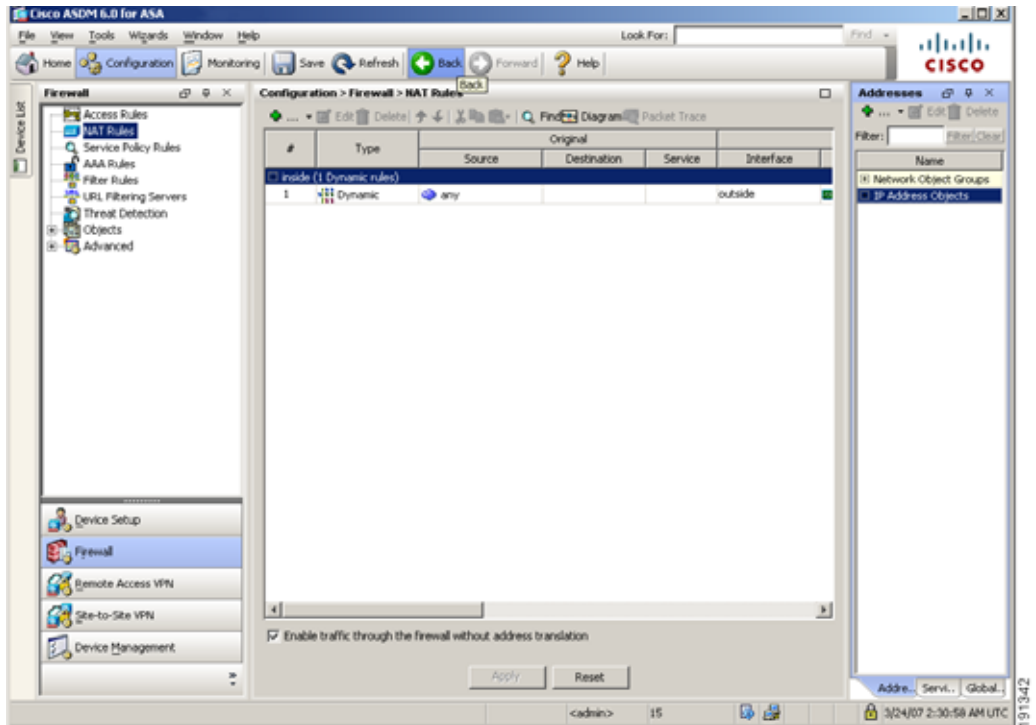 Cisco ASDM 6.0 for ASA
File View Tools Wizards Window Help
Look For:
Find
Home Configuration Monitoring Save Refresh Back Forward Help
CISCO
Back
Device List
Firewall
Access Rules
NAT Rules
Service Policy Rules
AAA Rules
Filter Rules
URL Filtering Servers
Threat Detection
Objects
Advanced
Device Setup
Firewall
Remote Access VPN
Site-to-Site VPN
Device Management
Configuration > Firewall > NAT Rules
... Edit Delete Find Diagram Packet Trace
Original
# Type Source Destination Service Interface
inside (1 Dynamic rules)
1 Dynamic any outside
Enable traffic through the firewall without address translation
Apply Reset
Addresses
... Edit Delete
Filter: Filter|Clear
Name
Network Object Groups
IP Address Objects
Addre.. Servi.. Global..
<admin> 15 3/24/07 2:30:58 AM UTC
91342